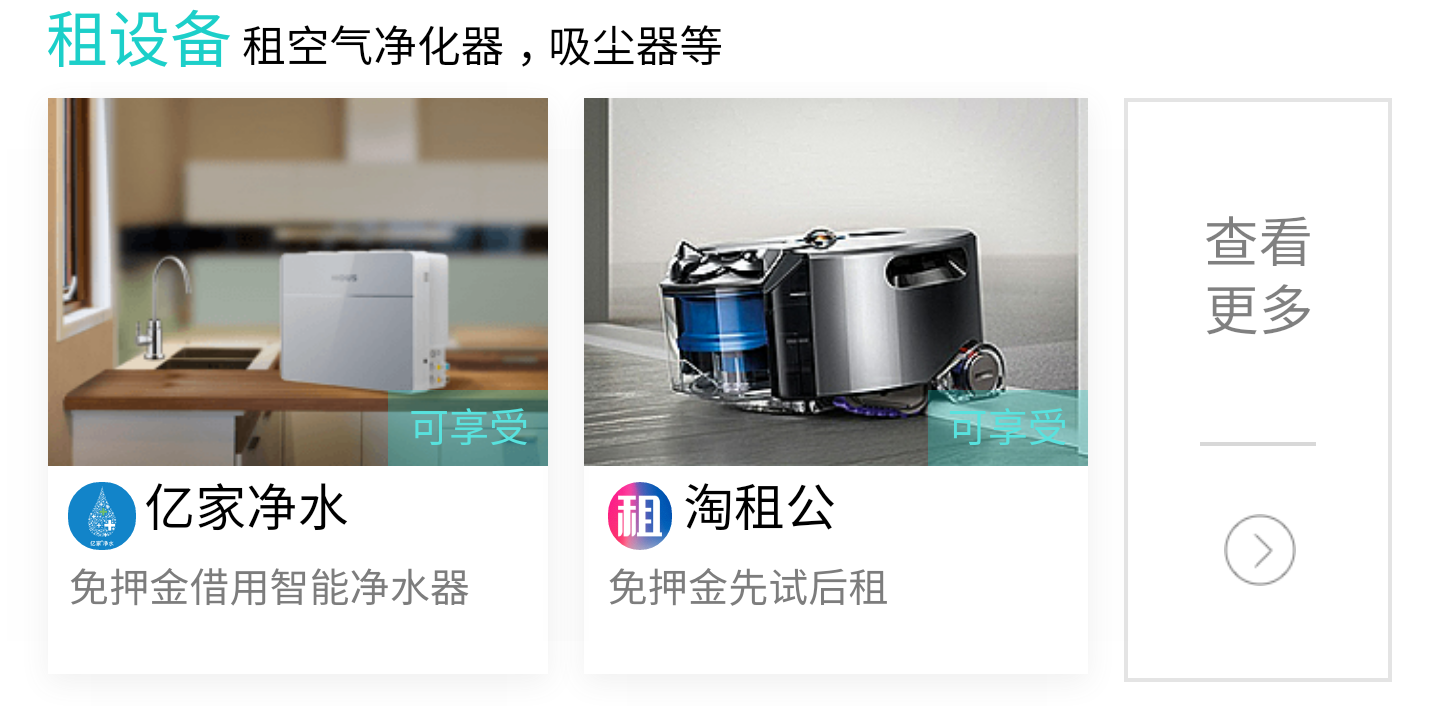 租设备 租空气净化器，吸尘器等
可享受
可享受
亿家净水
免押金借用智能净水器
租
淘租公
免押金先试后租
查看
更多